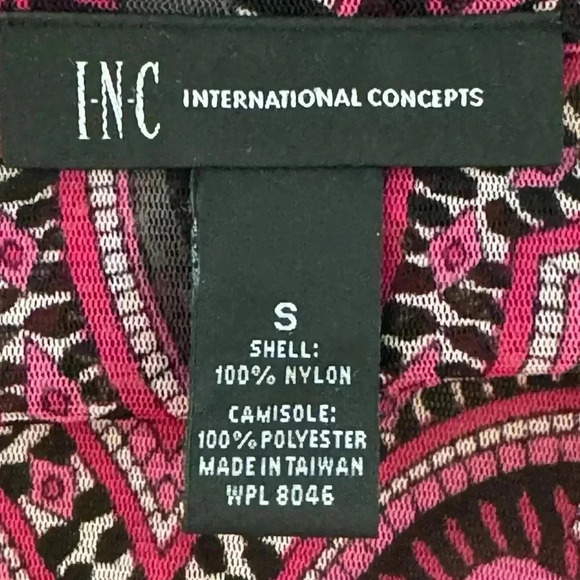 I·N·C INTERNATIONAL CONCEPTS
S
SHELL:
100% NYLON
CAMISOLE:
100% POLYESTER
MADE IN TAIWAN
WPL 8046